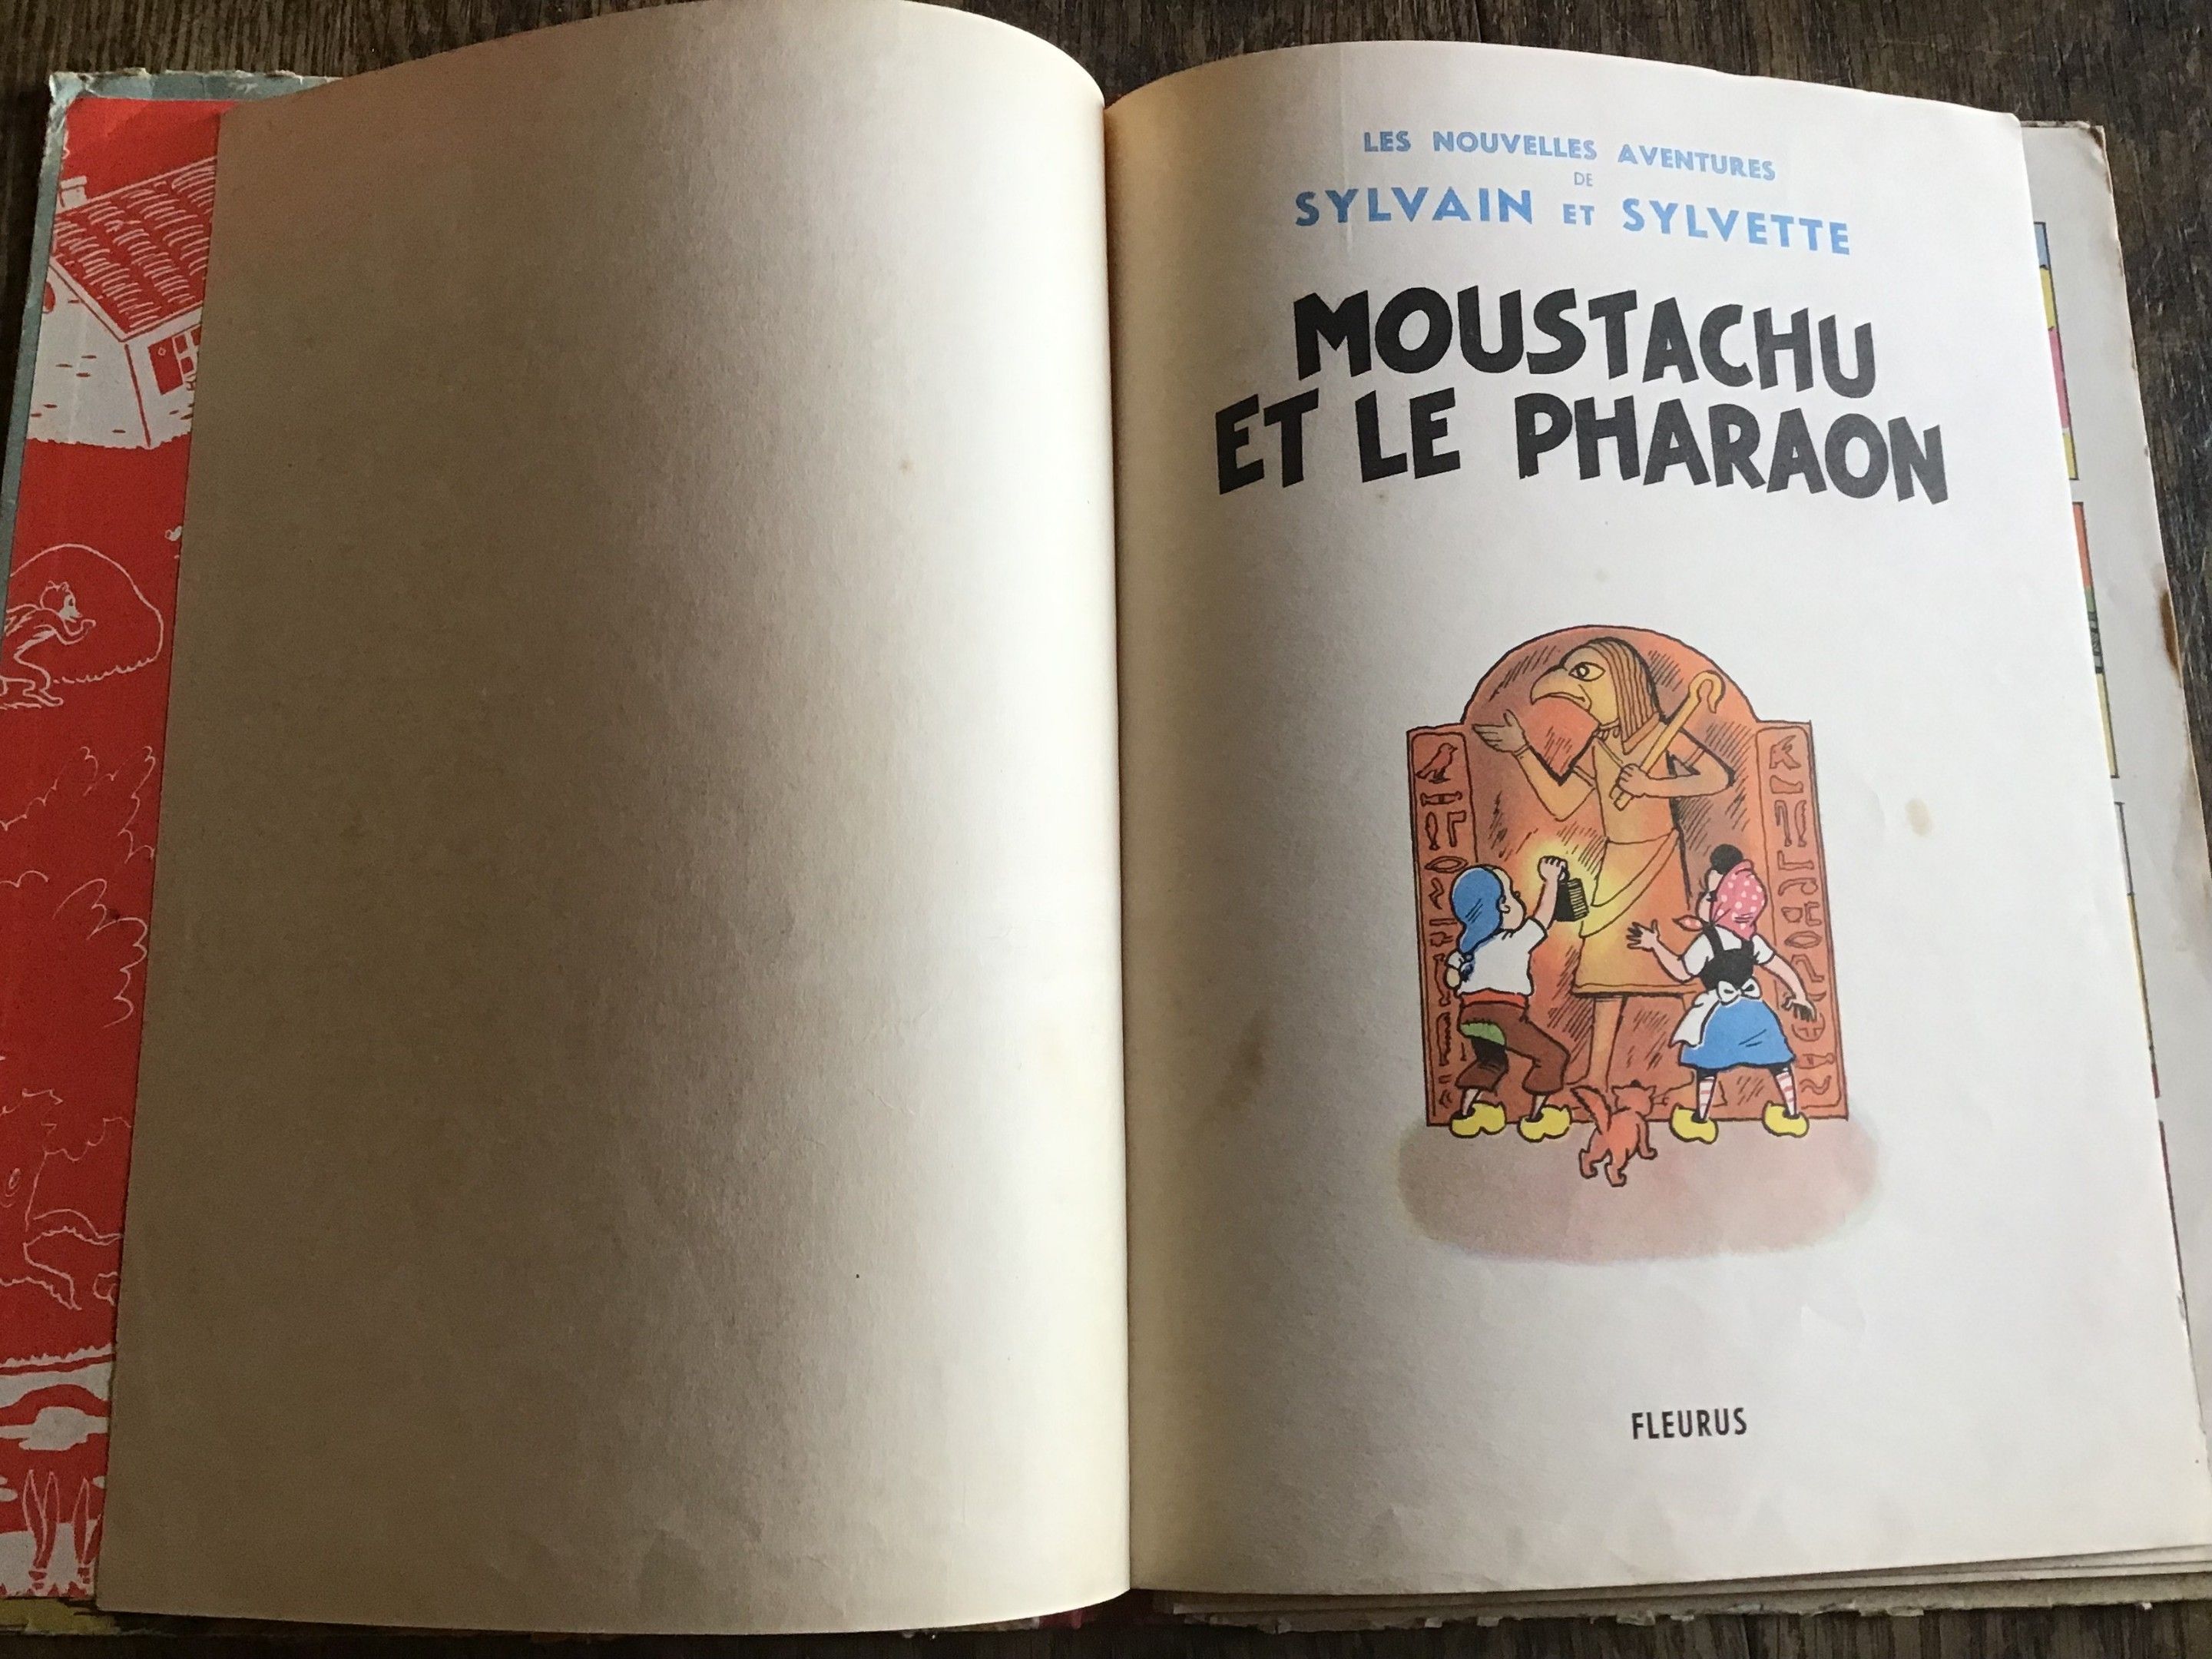 LES NOUVELLES AVENTURES
DE
SYLVAIN ET SYLVETTE
MOUSTACHU
ET LE PHARAON
FLEURUS